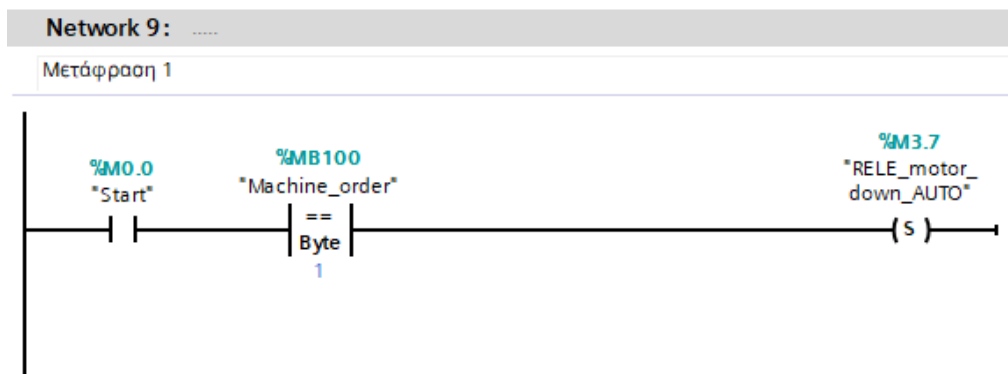 Network 9: .....
Μετάφραση 1
%M0.0
"Start"
%MB100
"Machine_order"
==
Byte
1
%M3.7
"RELE_motor_
down_AUTO"
S